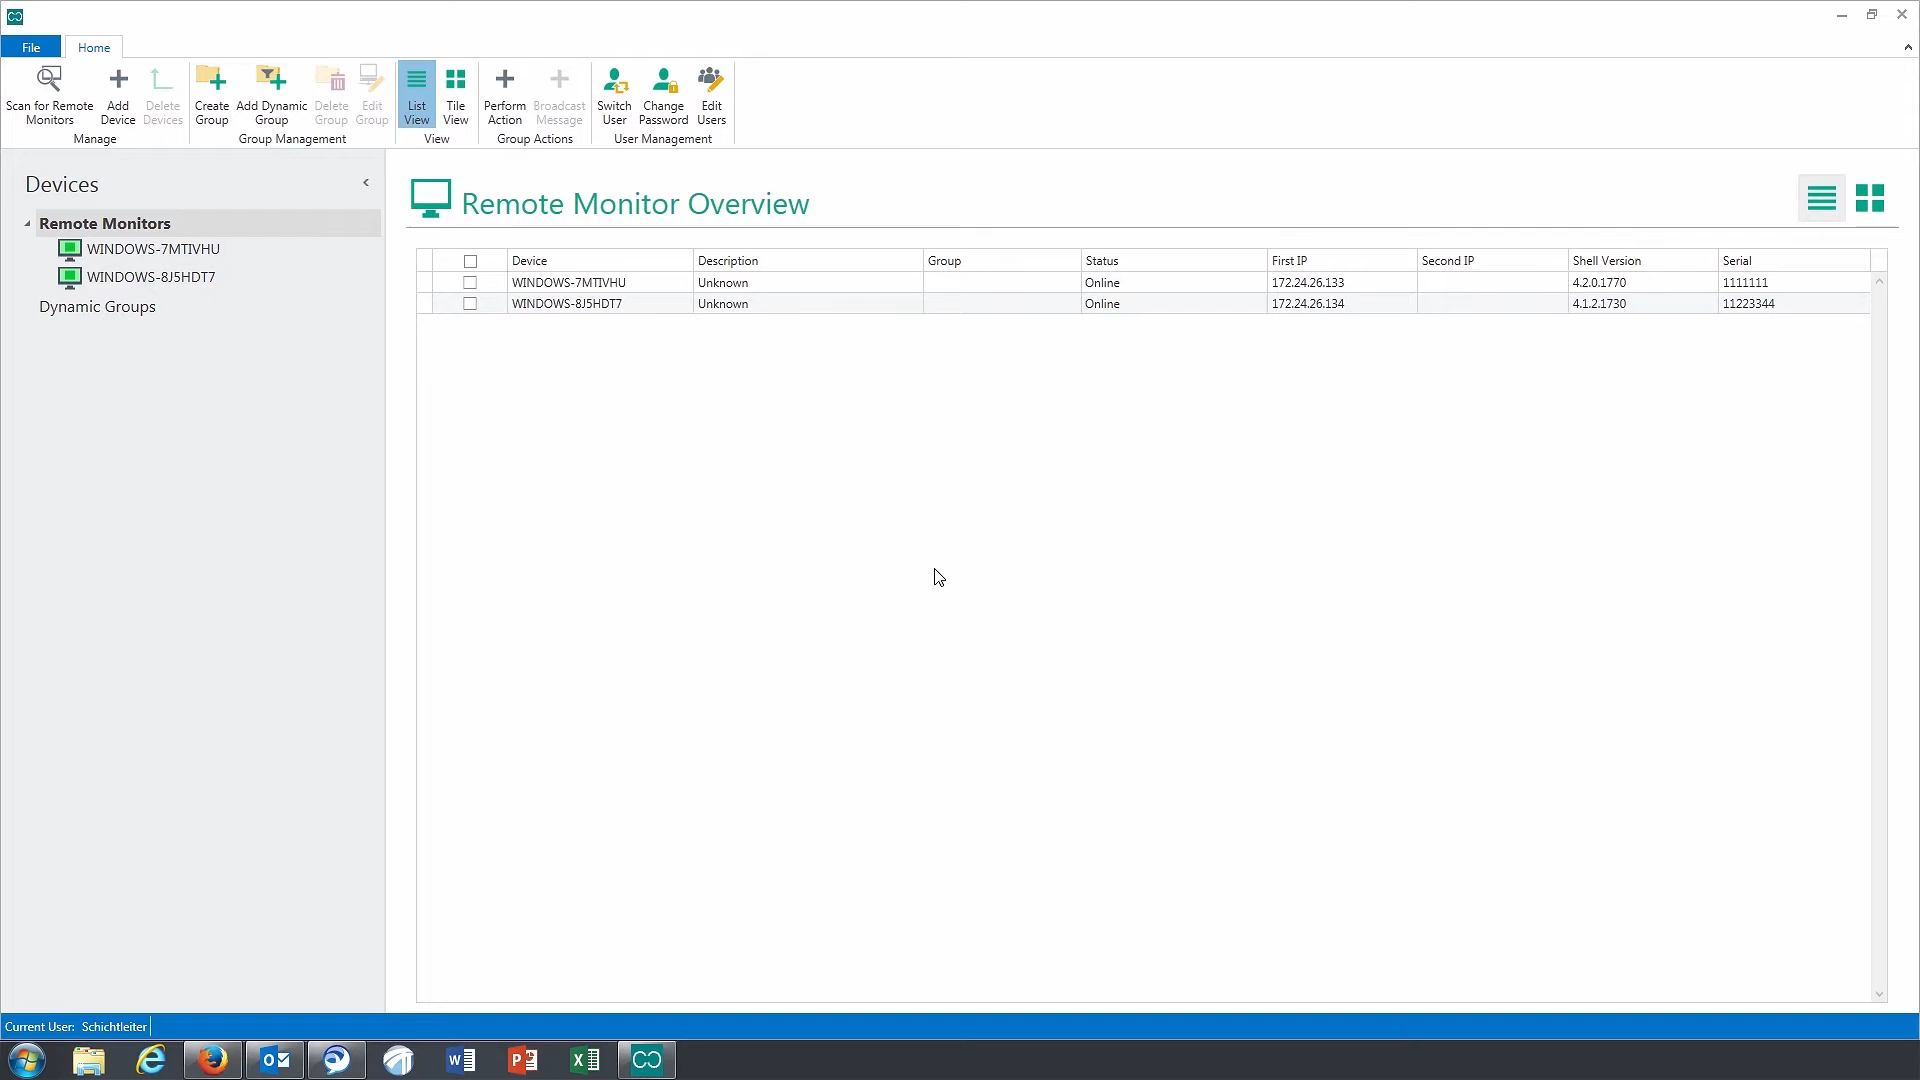 File Home
Scan for Remote Monitors
Add Device
Delete Devices
Manage
Create Group
Add Dynamic Group
Delete Group
Edit Group
Group Management
List View
Tile View
View
Perform Action
Broadcast Message
Group Actions
Switch User
Change Password
Edit Users
User Management
Devices
Remote Monitors
WINDOWS-7MTIVHU
WINDOWS-8J5HDT7
Dynamic Groups
Remote Monitor Overview
Device Description Group Status First IP Second IP Shell Version Serial
WINDOWS-7MTIVHU Unknown Online 172.24.26.133 4.2.0.1770 1111111
WINDOWS-8J5HDT7 Unknown Online 172.24.26.134 4.1.2.1730 11223344
Current User: Schichtleiter